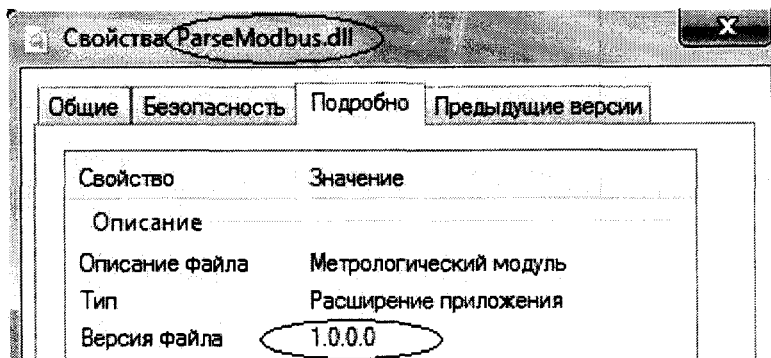 Свойства: ParseModbus.dll
Общие Безопасность Подробно Предыдущие версии
Свойство Значение
Описание
Описание файла Метрологический модуль
Тип Расширение приложения
Версия файла 1.0.0.0